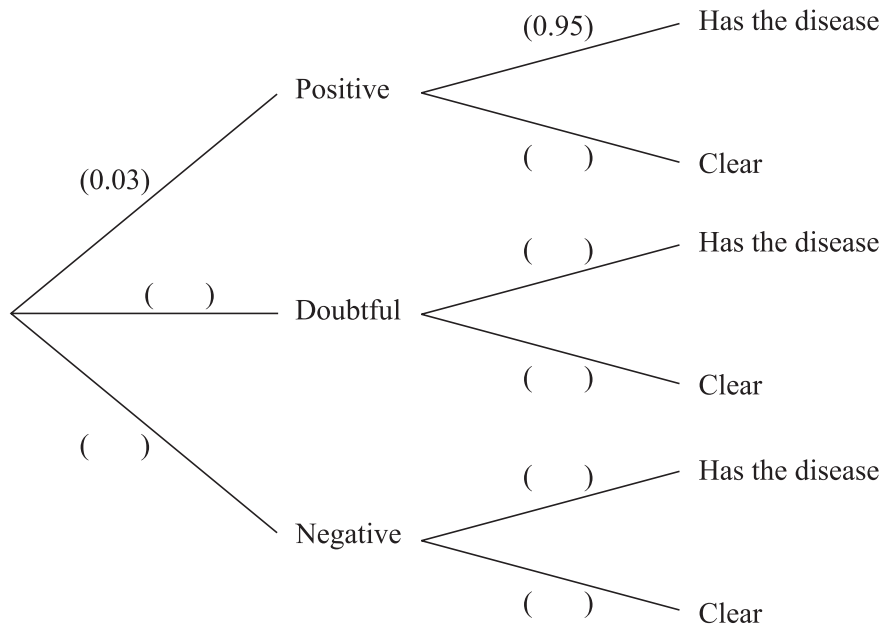 (0.95)
Has the disease
Positive
(    )
Clear
(0.03)
(    )
Has the disease
(    )
Doubtful
(    )
Clear
(    )
(    )
Has the disease
Negative
(    )
Clear